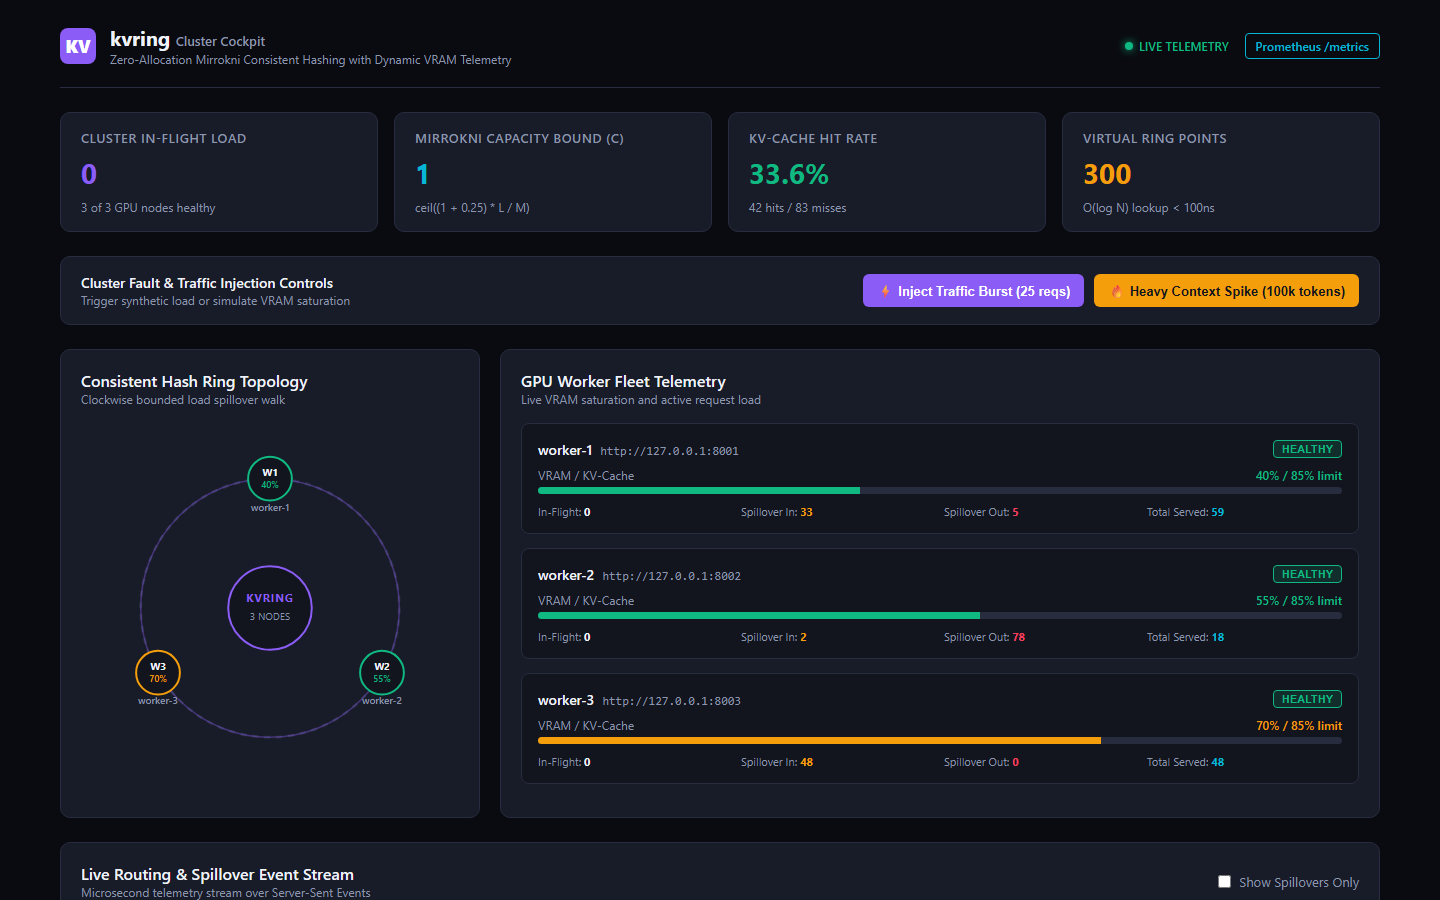 KV
kvring Cluster Cockpit
Zero-Allocation Mirrokni Consistent Hashing with Dynamic VRAM Telemetry
LIVE TELEMETRY
Prometheus /metrics
CLUSTER IN-FLIGHT LOAD
0
3 of 3 GPU nodes healthy
MIRROKNI CAPACITY BOUND (C)
1
ceil((1 + 0.25) * L / M)
KV-CACHE HIT RATE
33.6%
42 hits / 83 misses
VIRTUAL RING POINTS
300
O(log N) lookup < 100ns
Cluster Fault & Traffic Injection Controls
Trigger synthetic load or simulate VRAM saturation
Inject Traffic Burst (25 reqs)
Heavy Context Spike (100k tokens)
Consistent Hash Ring Topology
Clockwise bounded load spillover walk
W1
40%
worker-1
KVRING
3 NODES
W3
70%
worker-3
W2
55%
worker-2
GPU Worker Fleet Telemetry
Live VRAM saturation and active request load
worker-1 http://127.0.0.1:8001
HEALTHY
VRAM / KV-Cache
40% / 85% limit
In-Flight: 0
Spillover In: 33
Spillover Out: 5
Total Served: 59
worker-2 http://127.0.0.1:8002
HEALTHY
VRAM / KV-Cache
55% / 85% limit
In-Flight: 0
Spillover In: 2
Spillover Out: 78
Total Served: 18
worker-3 http://127.0.0.1:8003
HEALTHY
VRAM / KV-Cache
70% / 85% limit
In-Flight: 0
Spillover In: 48
Spillover Out: 0
Total Served: 48
Live Routing & Spillover Event Stream
Microsecond telemetry stream over Server-Sent Events
Show Spillovers Only